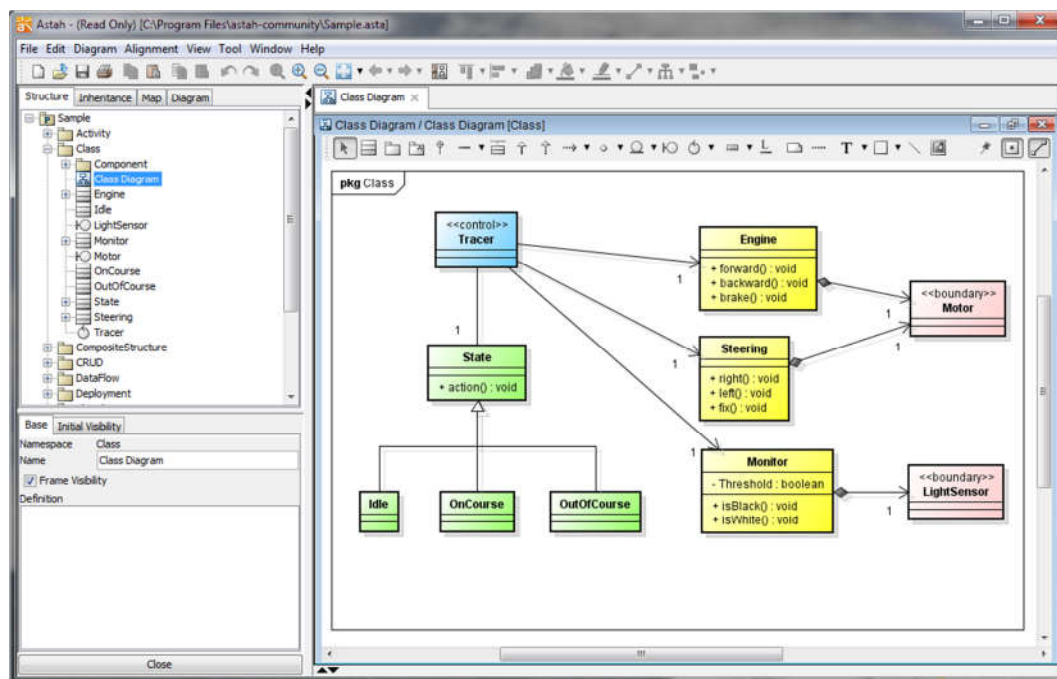 Astah - (Read Only) [C:\Program Files\astah-community\Sample.asta]
File Edit Diagram Alignment View Tool Window Help
Structure Inheritance Map Diagram
Sample
Activity
Class
Component
Class Diagram
Engine
Idle
LightSensor
Monitor
Motor
OnCourse
OutOfCourse
State
Steering
Tracer
CompositeStructure
CRUD
DataFlow
Deployment
Base Initial Visibility
Namespace Class
Name Class Diagram
Frame Visibility
Definition
Close
Class Diagram
Class Diagram / Class Diagram [Class]
T
pkg Class
<<control>>
Tracer
1
State
+ action() : void
Idle
OnCourse
OutOfCourse
1
Engine
+ forward() : void
+ backward() : void
+ brake() : void
1
Steering
+ right() : void
+ left() : void
+ fix() : void
1
Monitor
- Threshold : boolean
+ isBlack() : void
+ isWhite() : void
1
1
<<boundary>>
Motor
1
<<boundary>>
LightSensor